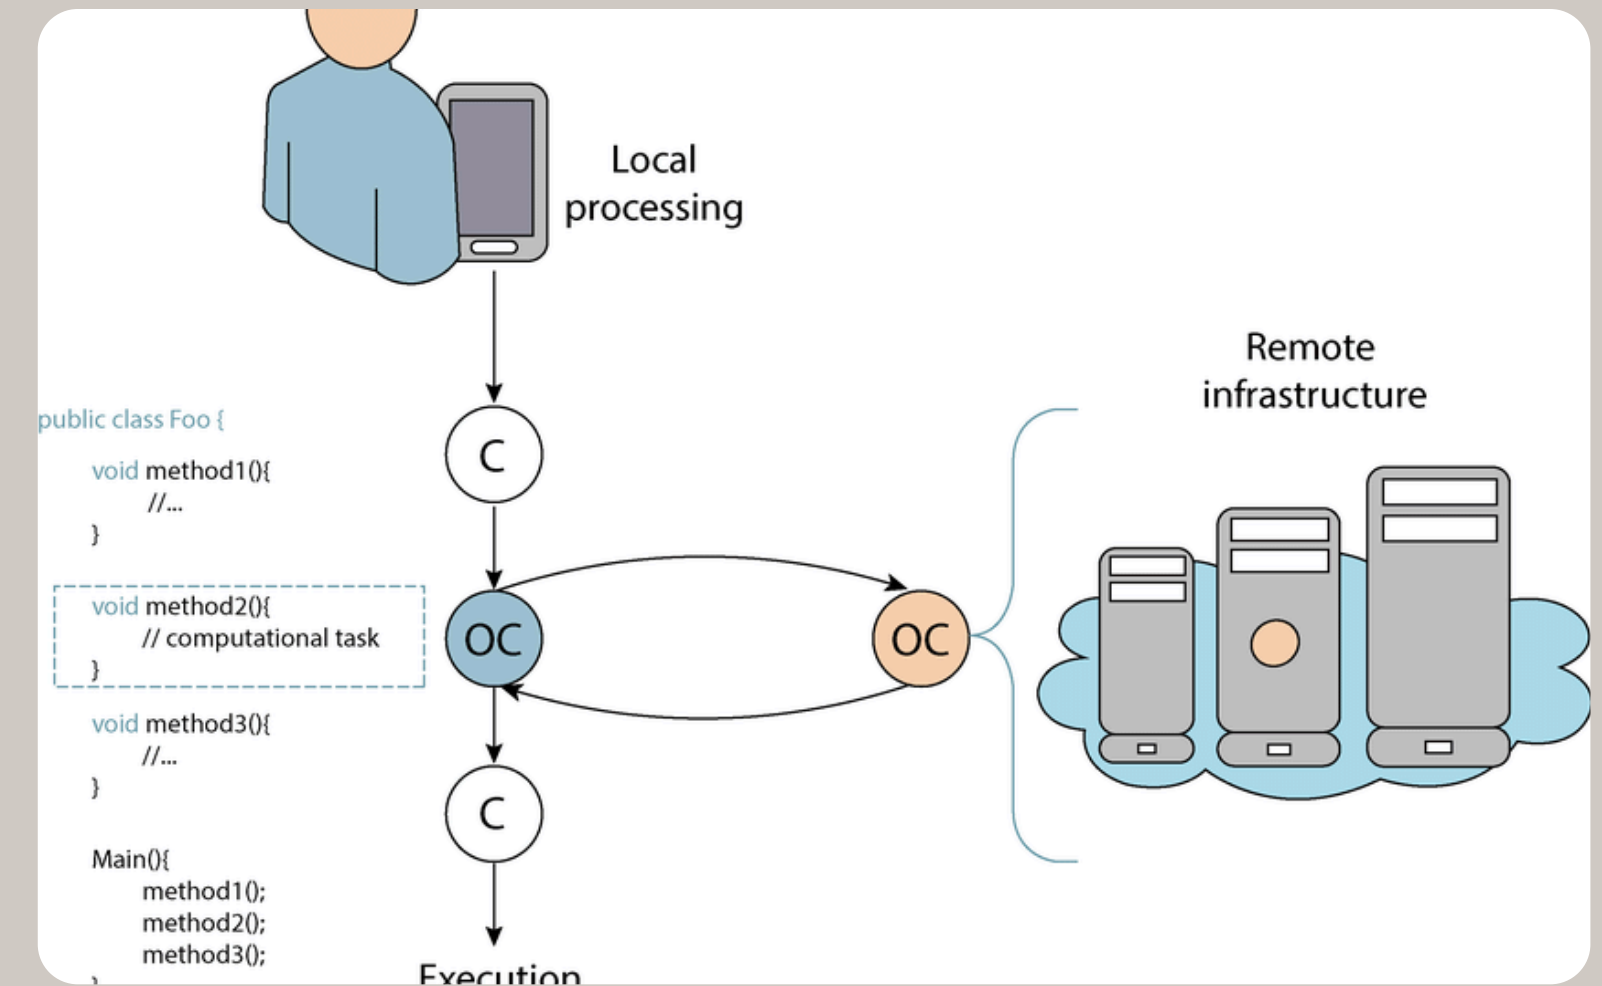 Local
processing
Remote
infrastructure
public class Foo {
void method1(){
//...
}
void method2(){
// computational task
}
void method3(){
//...
}
Main(){
method1();
method2();
method3();
}
C
OC
OC
C
Execution